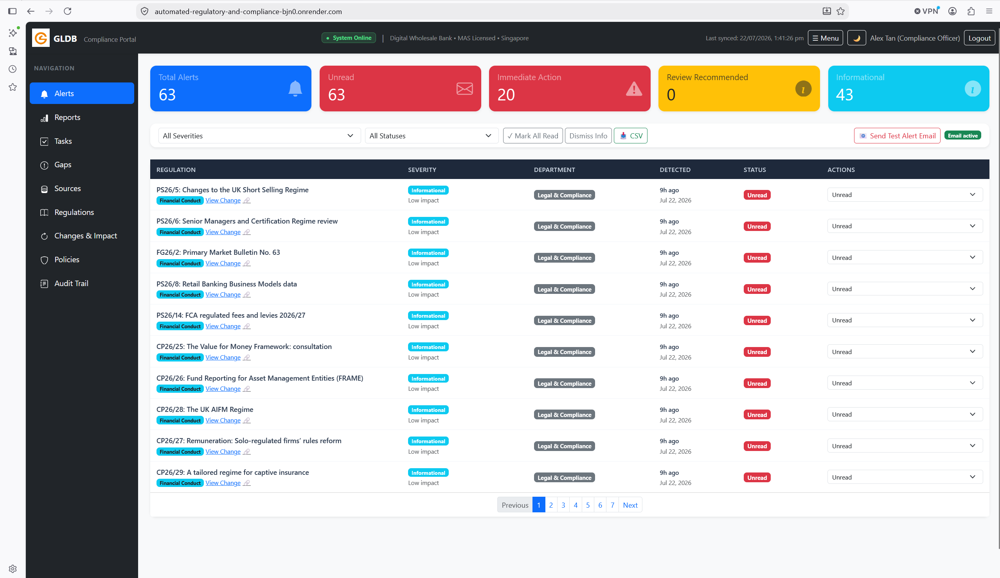 automated-regulatory-and-compliance-bjn0.onrender.com
VPN
GLDB Compliance Portal
System Online | Digital Wholesale Bank • MAS Licensed • Singapore
Last synced: 22/07/2026, 1:41:26 pm
☰ Menu
Alex Tan (Compliance Officer)
Logout
NAVIGATION
Alerts
Reports
Tasks
Gaps
Sources
Regulations
Changes & Impact
Policies
Audit Trail
Total Alerts
63
Unread
63
Immediate Action
20
Review Recommended
0
Informational
43
All Severities
All Statuses
✓ Mark All Read
Dismiss Info
CSV
Send Test Alert Email
Email active
REGULATION SEVERITY DEPARTMENT DETECTED STATUS ACTIONS
PS26/5: Changes to the UK Short Selling Regime Informational Legal & Compliance 9h ago Unread Unread
Financial Conduct View Change Low impact Jul 22, 2026
PS26/6: Senior Managers and Certification Regime review Informational Legal & Compliance 9h ago Unread Unread
Financial Conduct View Change Low impact Jul 22, 2026
FG26/2: Primary Market Bulletin No. 63 Informational Legal & Compliance 9h ago Unread Unread
Financial Conduct View Change Low impact Jul 22, 2026
PS26/8: Retail Banking Business Models data Informational Legal & Compliance 9h ago Unread Unread
Financial Conduct View Change Low impact Jul 22, 2026
PS26/14: FCA regulated fees and levies 2026/27 Informational Legal & Compliance 9h ago Unread Unread
Financial Conduct View Change Low impact Jul 22, 2026
CP26/25: The Value for Money Framework: consultation Informational Legal & Compliance 9h ago Unread Unread
Financial Conduct View Change Low impact Jul 22, 2026
CP26/26: Fund Reporting for Asset Management Entities (FRAME) Informational Legal & Compliance 9h ago Unread Unread
Financial Conduct View Change Low impact Jul 22, 2026
CP26/28: The UK AIFM Regime Informational Legal & Compliance 9h ago Unread Unread
Financial Conduct View Change Low impact Jul 22, 2026
CP26/27: Remuneration: Solo-regulated firms’ rules reform Informational Legal & Compliance 9h ago Unread Unread
Financial Conduct View Change Low impact Jul 22, 2026
CP26/29: A tailored regime for captive insurance Informational Legal & Compliance 9h ago Unread Unread
Financial Conduct View Change Low impact Jul 22, 2026
Previous 1 2 3 4 5 6 7 Next